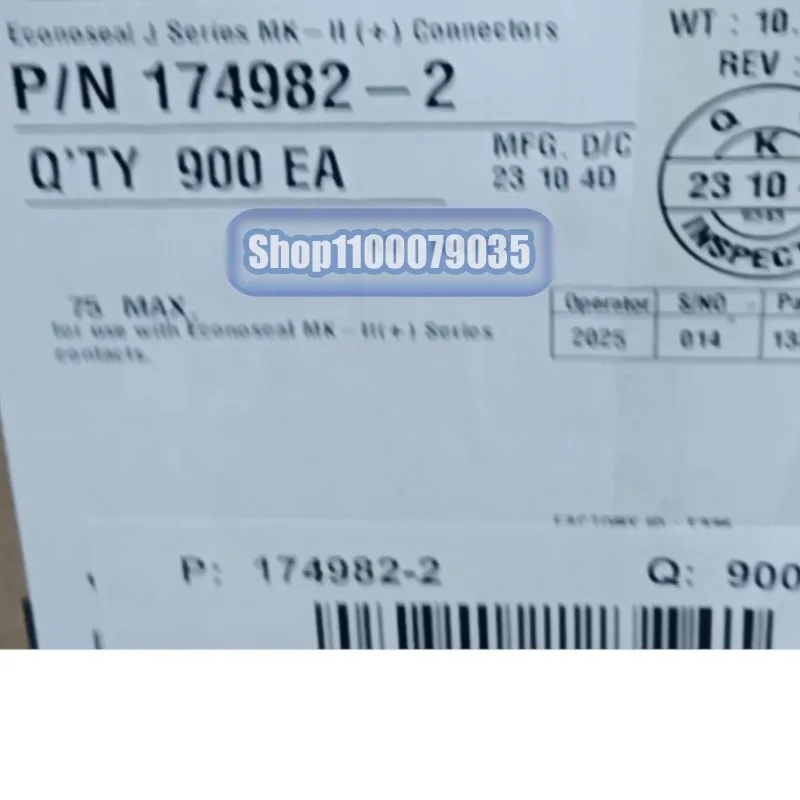 Econoseal J Series MK-II (+) Connectors
WT : 10.
P/N 174982-2
REV :
Q'TY 900 EA
MFG. D/C
23 10 4D
Q
K
23 10
INSPECT
Shop1100079035
75 MAX.
for use with Econoseal MK-II(+) Series
contacts.
Operator S/NO Pa
2025 014 13
P: 174982-2
Q: 900